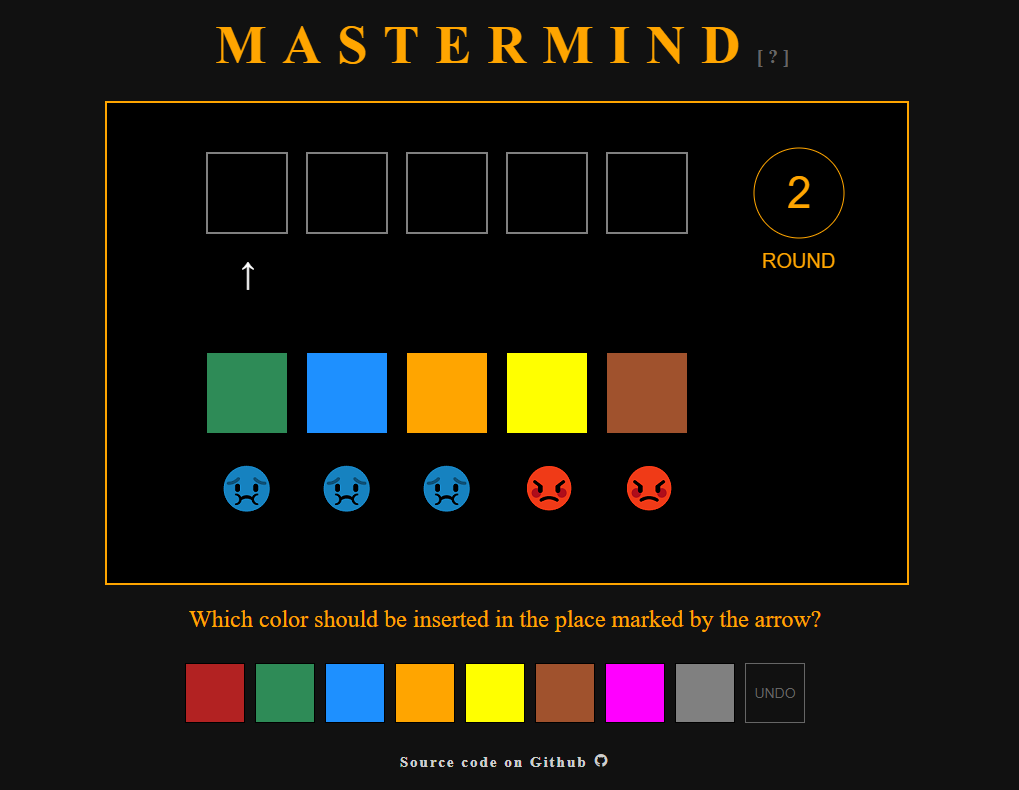 MASTERMIND [?]
2
ROUND
↑
Which color should be inserted in the place marked by the arrow?
UNDO
Source code on Github